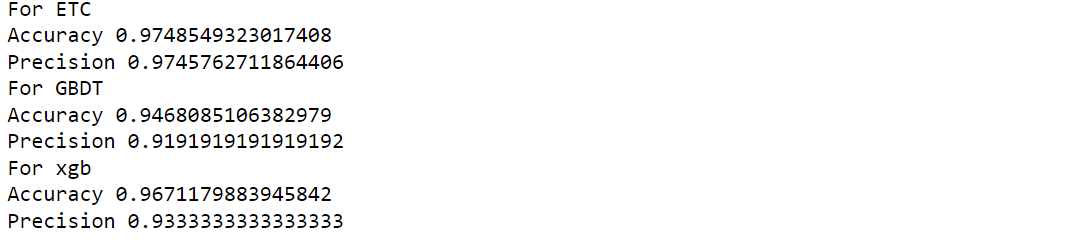 For ETC
Accuracy 0.9748549323017408
Precision 0.9745762711864406
For GBDT
Accuracy 0.9468085106382979
Precision 0.9191919191919192
For xgb
Accuracy 0.9671179883945842
Precision 0.9333333333333333